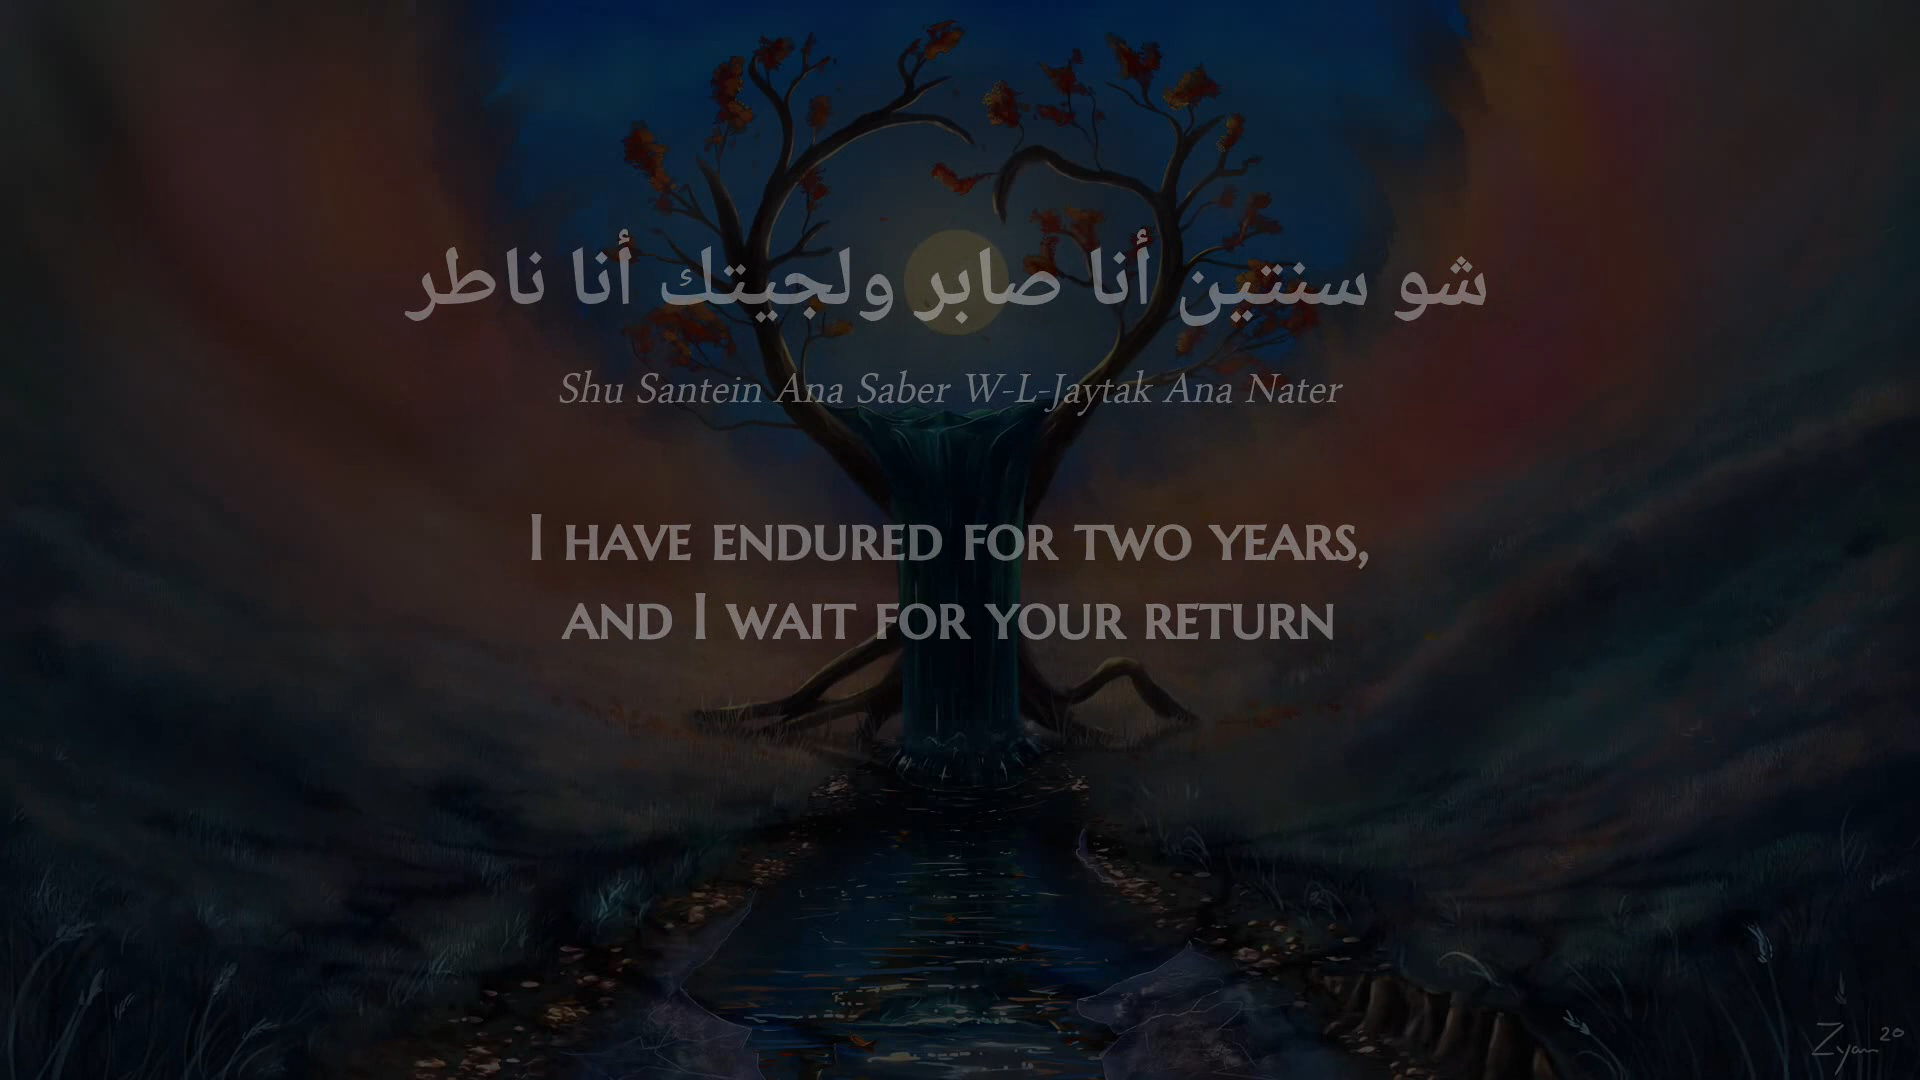 شو سنتين أنا صابر ولجيتك أنا ناطر
Shu Santein Ana Saber W-L-Jaytak Ana Nater
I HAVE ENDURED FOR TWO YEARS,
AND I WAIT FOR YOUR RETURN
Zyan 20